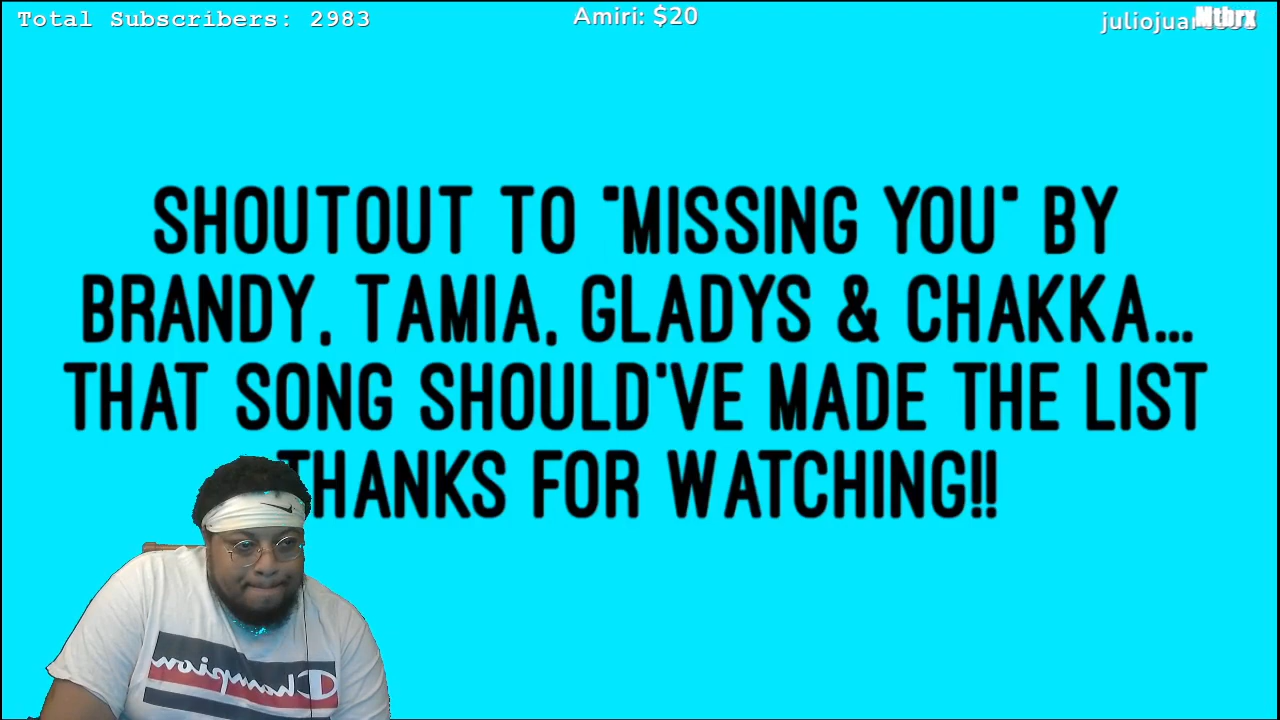 Total Subscribers: 2983
Amiri: $20
Mtbrx
SHOUTOUT TO "MISSING YOU" BY
BRANDY, TAMIA, GLADYS & CHAKKA...
THAT SONG SHOULD'VE MADE THE LIST
THANKS FOR WATCHING!!
Champion